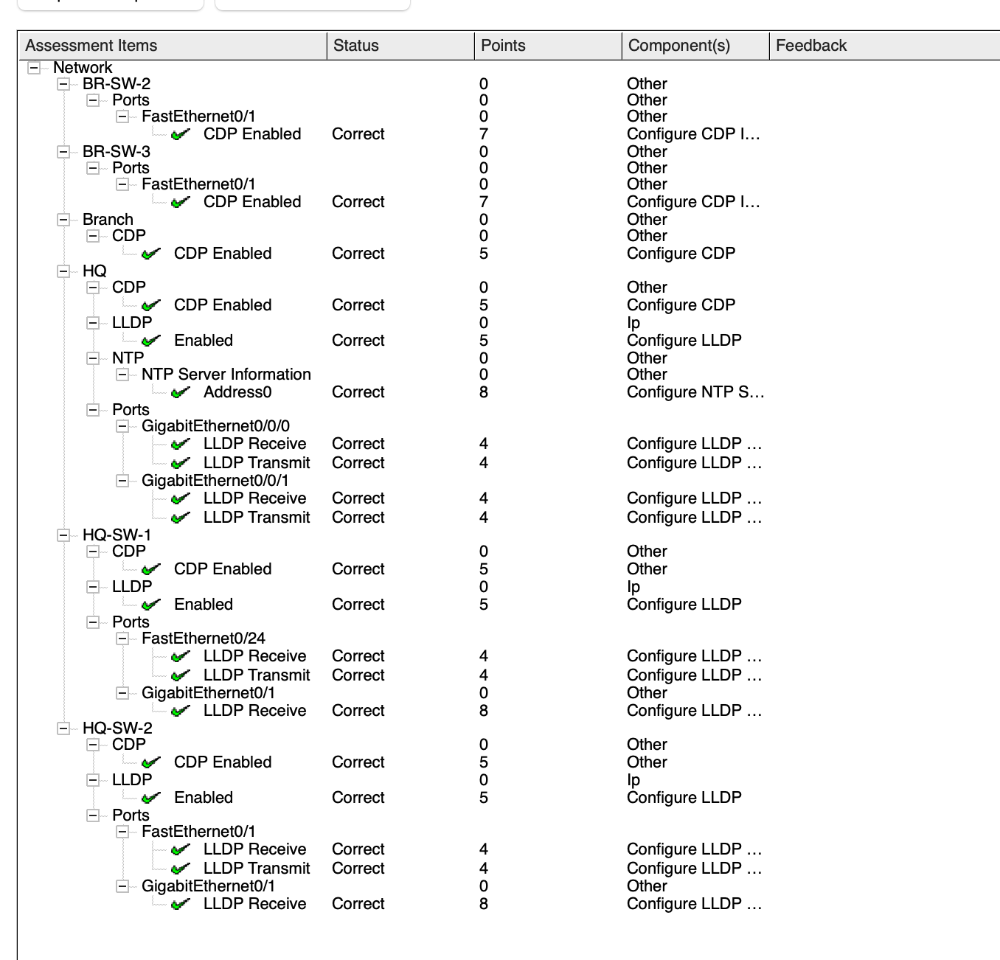 Assessment Items Status Points Component(s) Feedback
Network
BR-SW-2 0 Other
Ports 0 Other
FastEthernet0/1 0 Other
CDP Enabled Correct 7 Configure CDP I...
BR-SW-3 0 Other
Ports 0 Other
FastEthernet0/1 0 Other
CDP Enabled Correct 7 Configure CDP I...
Branch 0 Other
CDP 0 Other
CDP Enabled Correct 5 Configure CDP
HQ
CDP 0 Other
CDP Enabled Correct 5 Configure CDP
LLDP 0 Ip
Enabled Correct 5 Configure LLDP
NTP 0 Other
NTP Server Information 0 Other
Address0 Correct 8 Configure NTP S...
Ports
GigabitEthernet0/0/0
LLDP Receive Correct 4 Configure LLDP ...
LLDP Transmit Correct 4 Configure LLDP ...
GigabitEthernet0/0/1
LLDP Receive Correct 4 Configure LLDP ...
LLDP Transmit Correct 4 Configure LLDP ...
HQ-SW-1
CDP 0 Other
CDP Enabled Correct 5 Other
LLDP 0 Ip
Enabled Correct 5 Configure LLDP
Ports
FastEthernet0/24
LLDP Receive Correct 4 Configure LLDP ...
LLDP Transmit Correct 4 Configure LLDP ...
GigabitEthernet0/1 0 Other
LLDP Receive Correct 8 Configure LLDP ...
HQ-SW-2
CDP 0 Other
CDP Enabled Correct 5 Other
LLDP 0 Ip
Enabled Correct 5 Configure LLDP
Ports
FastEthernet0/1
LLDP Receive Correct 4 Configure LLDP ...
LLDP Transmit Correct 4 Configure LLDP ...
GigabitEthernet0/1 0 Other
LLDP Receive Correct 8 Configure LLDP ...